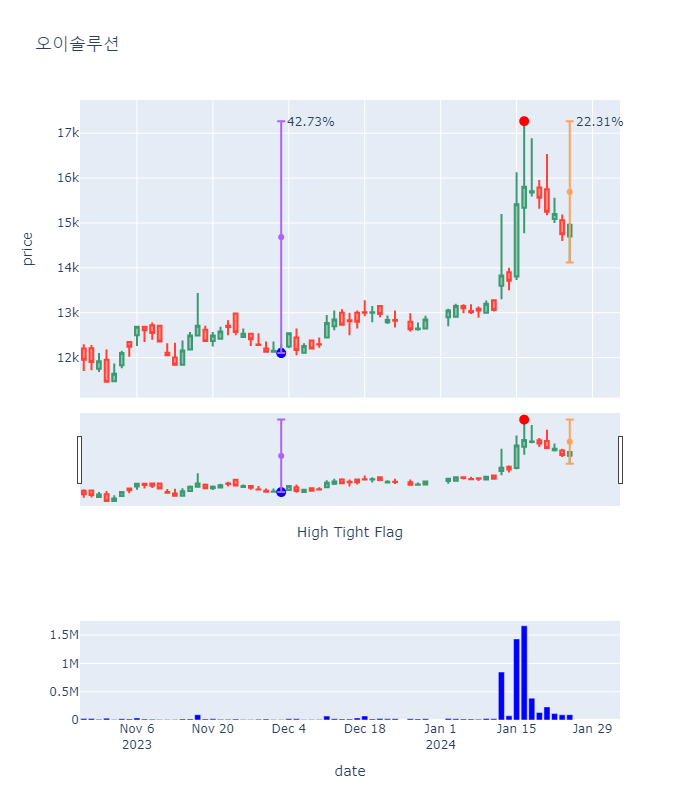 오이솔루션
42.73%
22.31%
17k
16k
15k
14k
13k
12k
price
High Tight Flag
1.5M
1M
0.5M
0
Nov 6
2023
Nov 20
Dec 4
Dec 18
Jan 1
2024
Jan 15
Jan 29
date